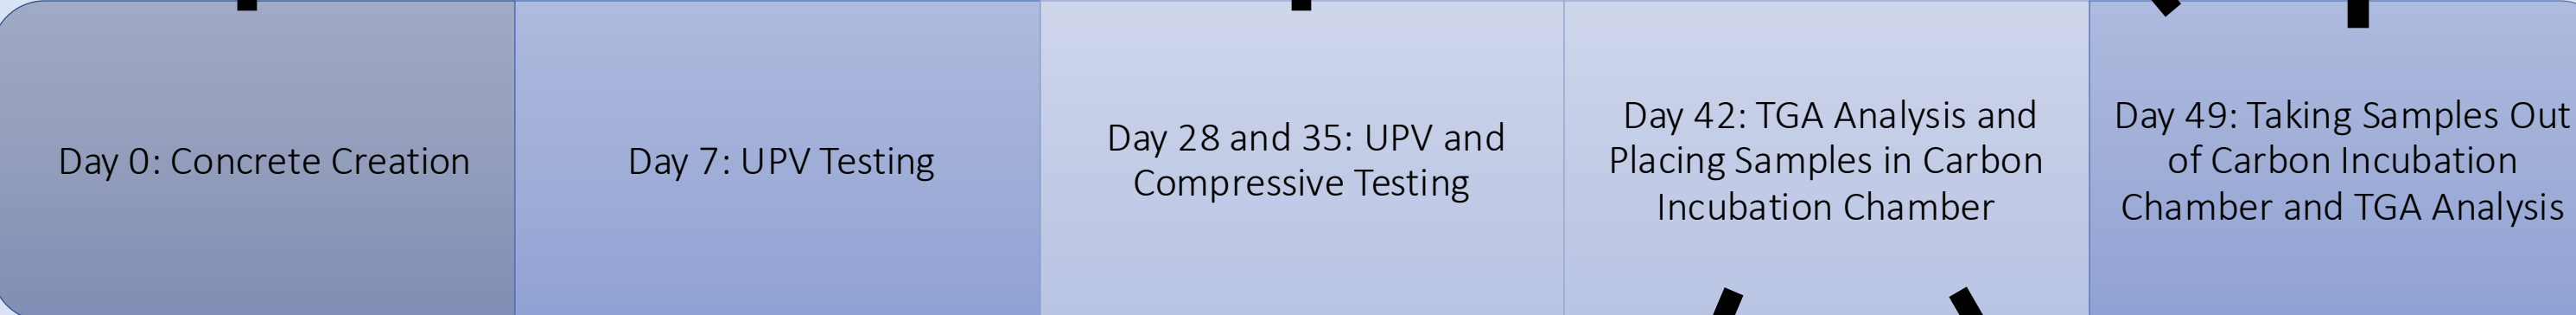 Day 0: Concrete Creation
Day 7: UPV Testing
Day 28 and 35: UPV and
Compressive Testing
Day 42: TGA Analysis and
Placing Samples in Carbon
Incubation Chamber
Day 49: Taking Samples Out
of Carbon Incubation
Chamber and TGA Analysis